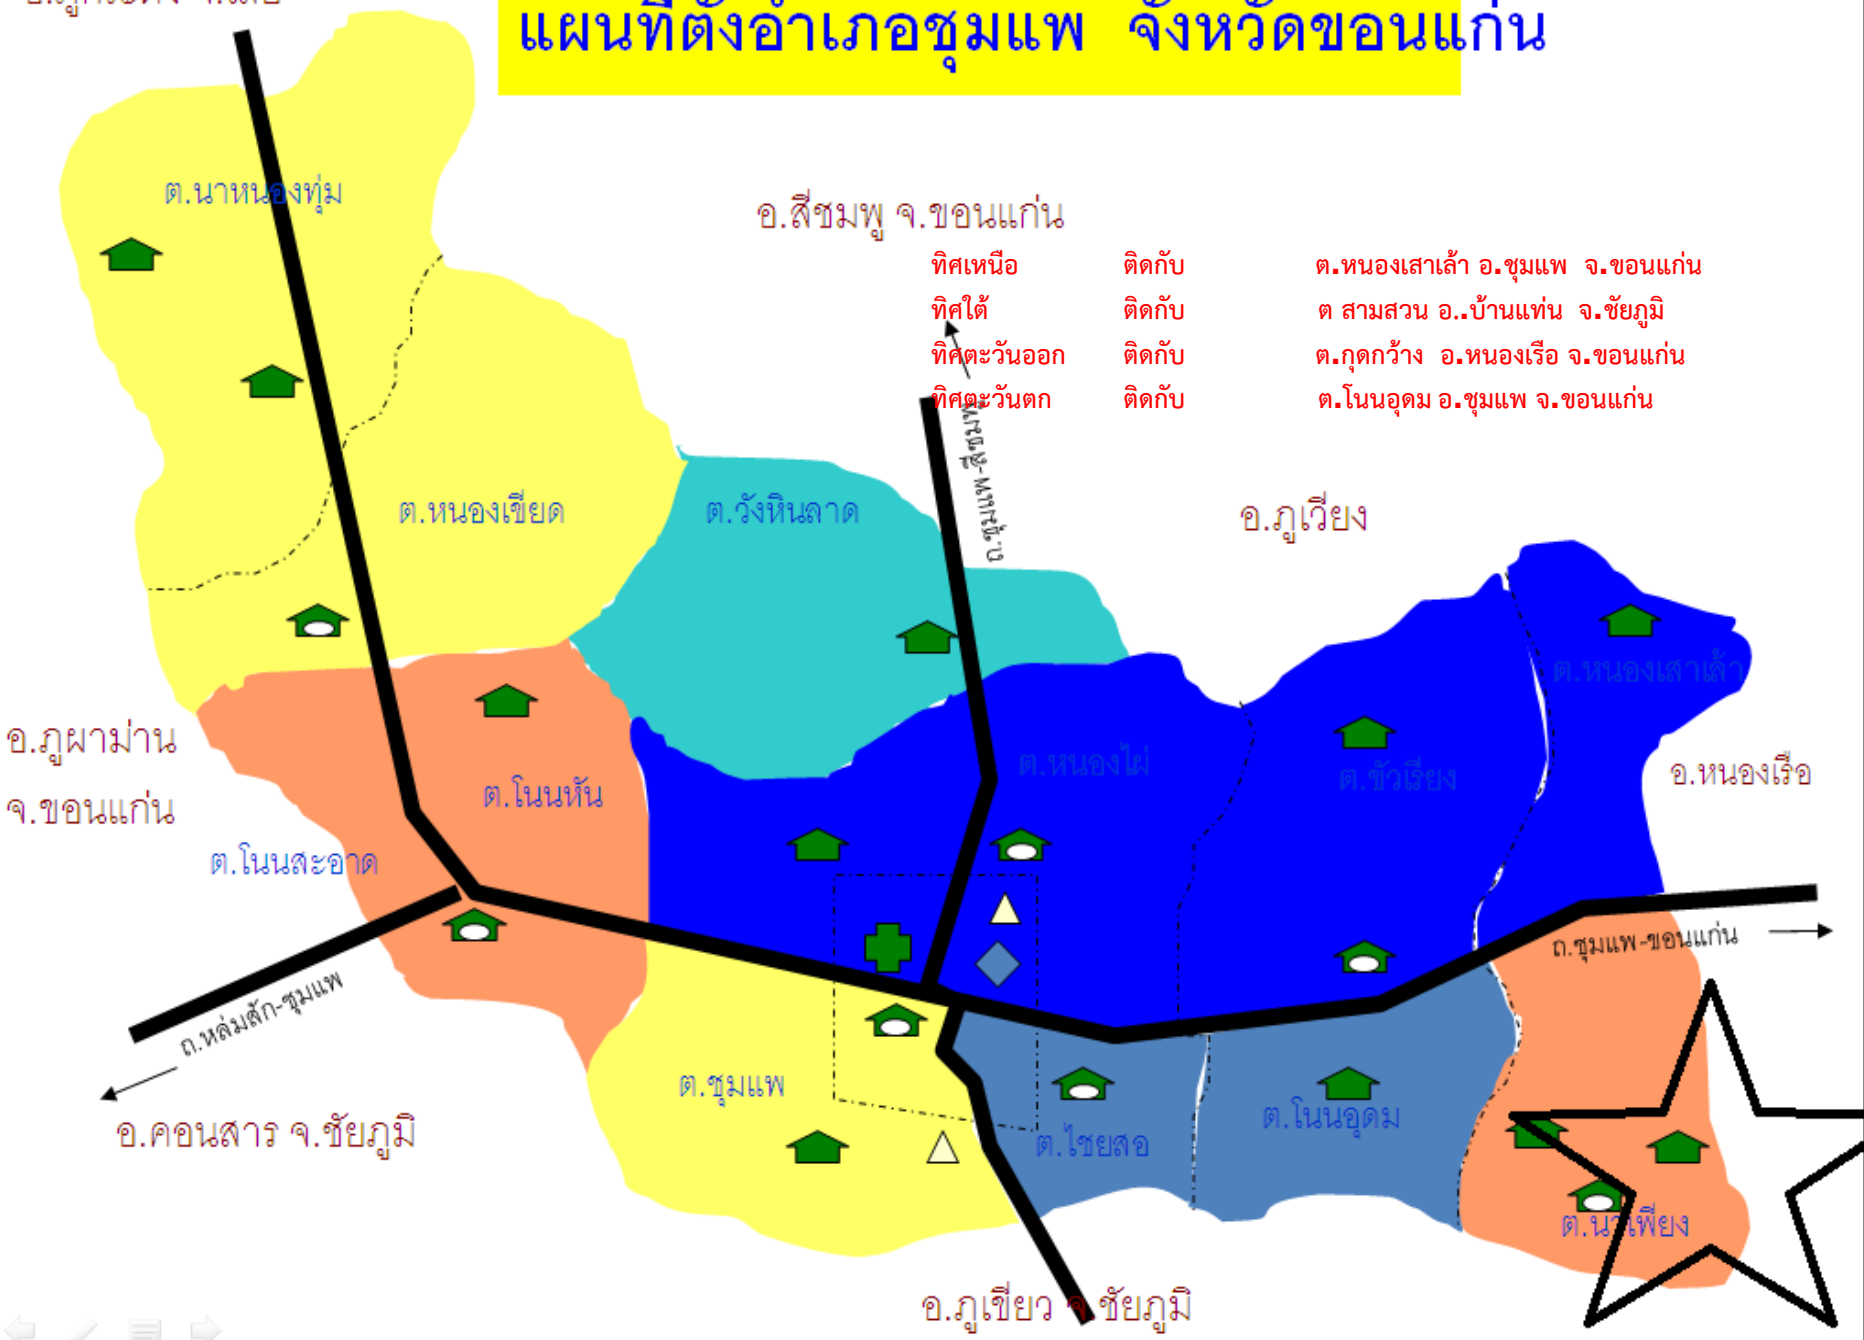 แผนที่ตั้งอำเภอชุมแพ จังหวัดขอนแก่น
ต.นาหนองทุ่ม
อ.สีชมพู จ.ขอนแก่น
ทิศเหนือ ติดกับ ต.หนองเสาเล้า อ.ชุมแพ จ.ขอนแก่น
ทิศใต้ ติดกับ ต สามสวน อ..บ้านแท่น จ.ชัยภูมิ
ทิศตะวันออก ติดกับ ต.กุดกว้าง อ.หนองเรือ จ.ขอนแก่น
ทิศตะวันตก ติดกับ ต.โนนอุดม อ.ชุมแพ จ.ขอนแก่น
ต.หนองเขียด
ต.วังหินลาด
อ.ภูเวียง
ต.หนองเสาเล้า
อ.ภูผาม่าน
จ.ขอนแก่น
ต.โนนหัน
ต.หนองไผ่
ต.ขัวเรียง
อ.หนองเรือ
ต.โนนสะอาด
ถ.ชุมแพ-ขอนแก่น
ถ.หล่มสัก-ชุมแพ
ต.ชุมแพ
ต.ไชยสอ
ต.โนนอุดม
อ.คอนสาร จ.ชัยภูมิ
ต.นาเพียง
อ.ภูเขียว จ.ชัยภูมิ